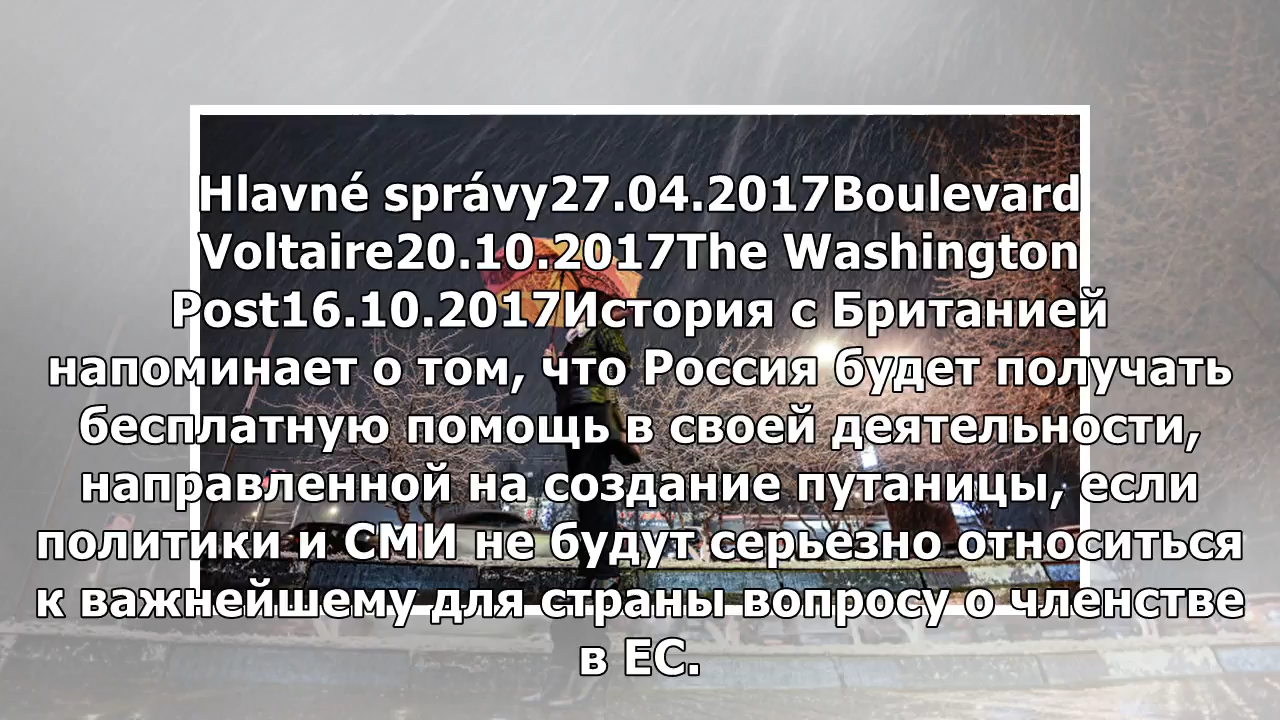 Hlavné správy27.04.2017Boulevard
Voltaire20.10.2017The Washington
Post16.10.2017История с Британией
напоминает о том, что Россия будет получать
бесплатную помощь в своей деятельности,
направленной на создание путаницы, если
политики и СМИ не будут серьезно относиться
к важнейшему для страны вопросу о членстве
в ЕС.